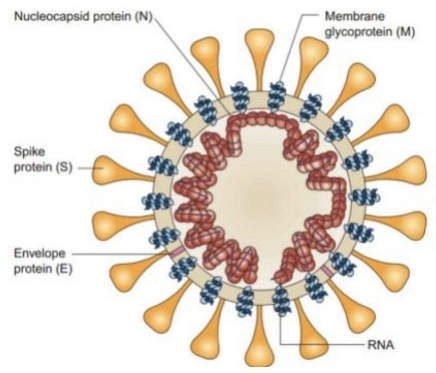 Nucleocapsid protein (N)
Membrane
glycoprotein (M)
Spike
protein (S)
Envelope
protein (E)
RNA